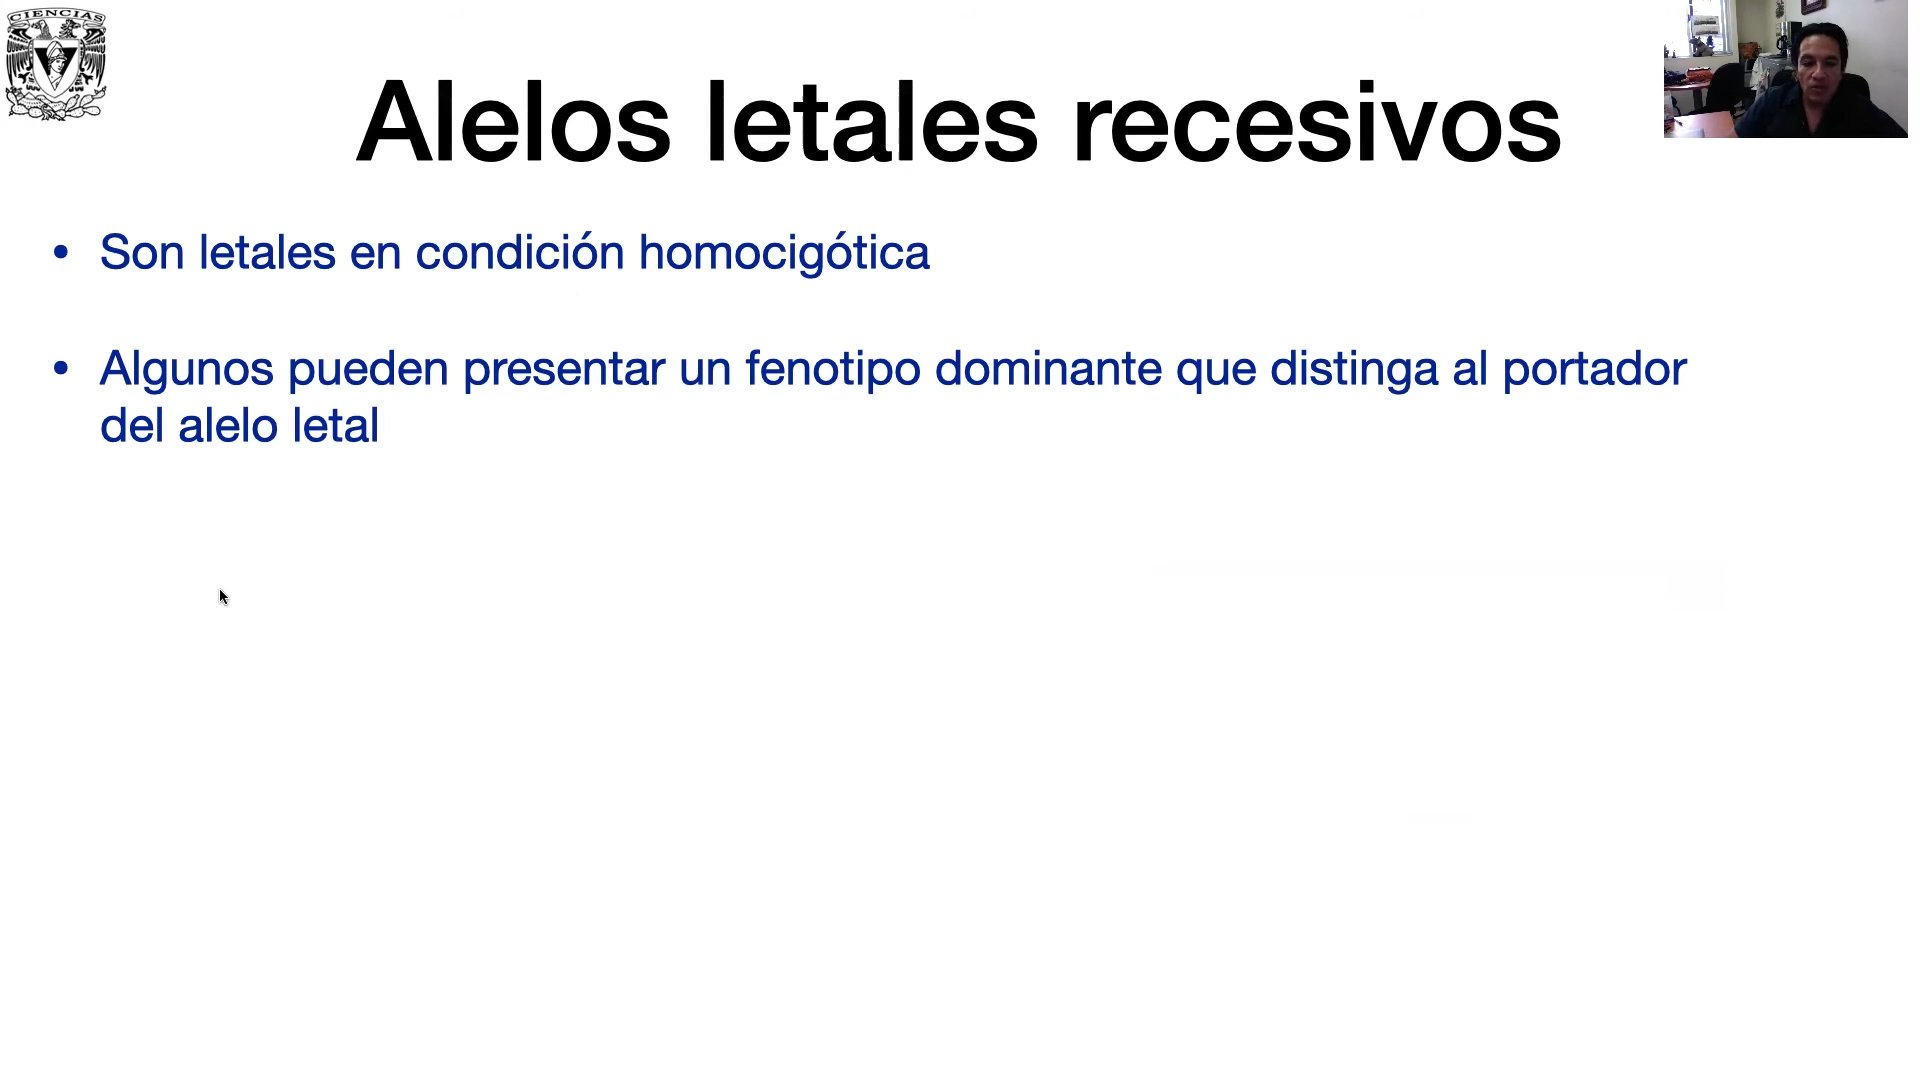 CIENCIAS
Alelos letales recesivos
• Son letales en condición homocigótica
• Algunos pueden presentar un fenotipo dominante que distinga al portador
del alelo letal